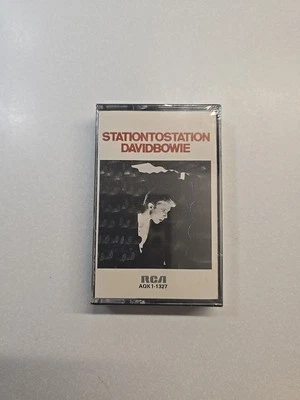 STATIONTOSTATION
DAVIDBOWIE
RCA
AQK1-1327